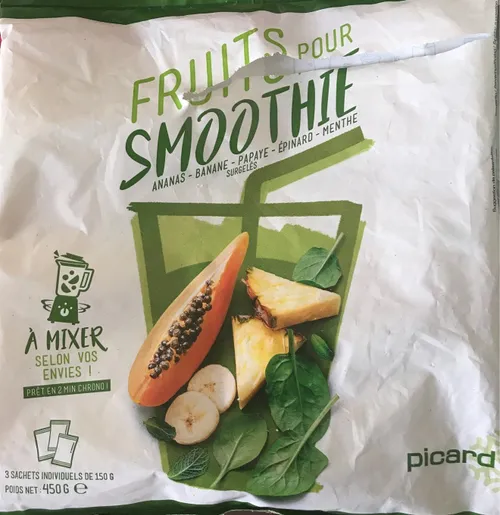 FRUITS POUR
SMOOTHIE
ANANAS - BANANE - PAPAYE - ÉPINARD - MENTHE
SURGELÉS
À MIXER
SELON VOS
ENVIES !
PRÊT EN 2 MIN CHRONO !
3 SACHETS INDIVIDUELS DE 150 G
POIDS NET : 450 G e
picard